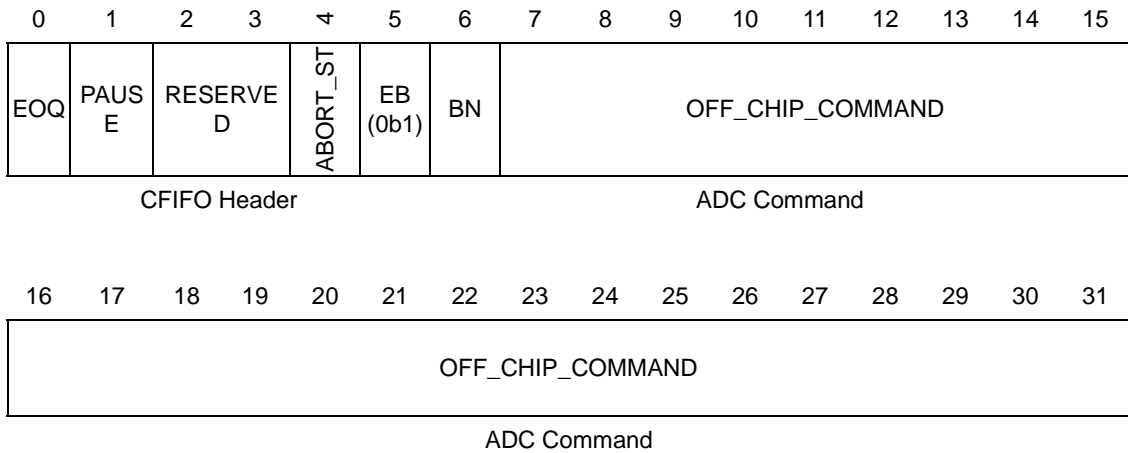 0 1 2 3 4 5 6 7 8 9 10 11 12 13 14 15
EOQ
PAUS
E
RESERVE
D
ABORT_ST
EB
(0b1)
BN
OFF_CHIP_COMMAND
CFIFO Header
ADC Command
16 17 18 19 20 21 22 23 24 25 26 27 28 29 30 31
OFF_CHIP_COMMAND
ADC Command